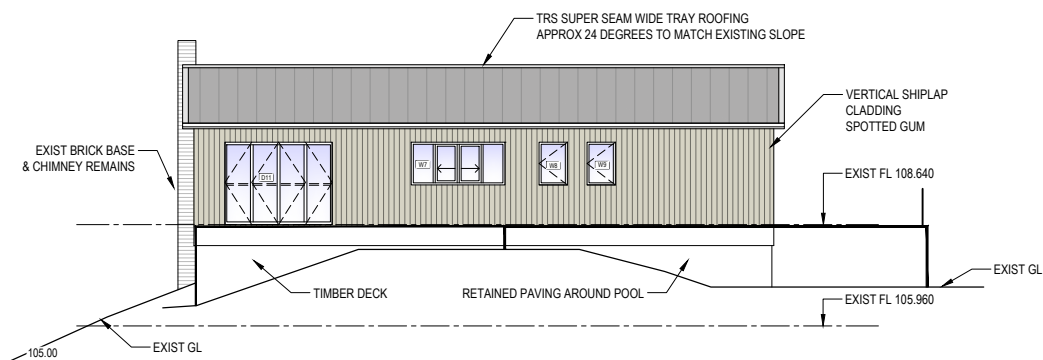 TRS SUPER SEAM WIDE TRAY ROOFING
APPROX 24 DEGREES TO MATCH EXISTING SLOPE
VERTICAL SHIPLAP
CLADDING
SPOTTED GUM
EXIST BRICK BASE
& CHIMNEY REMAINS
W7
W8
W9
D11
EXIST FL 108.640
EXIST GL
TIMBER DECK
RETAINED PAVING AROUND POOL
EXIST FL 105.960
EXIST GL
105.00